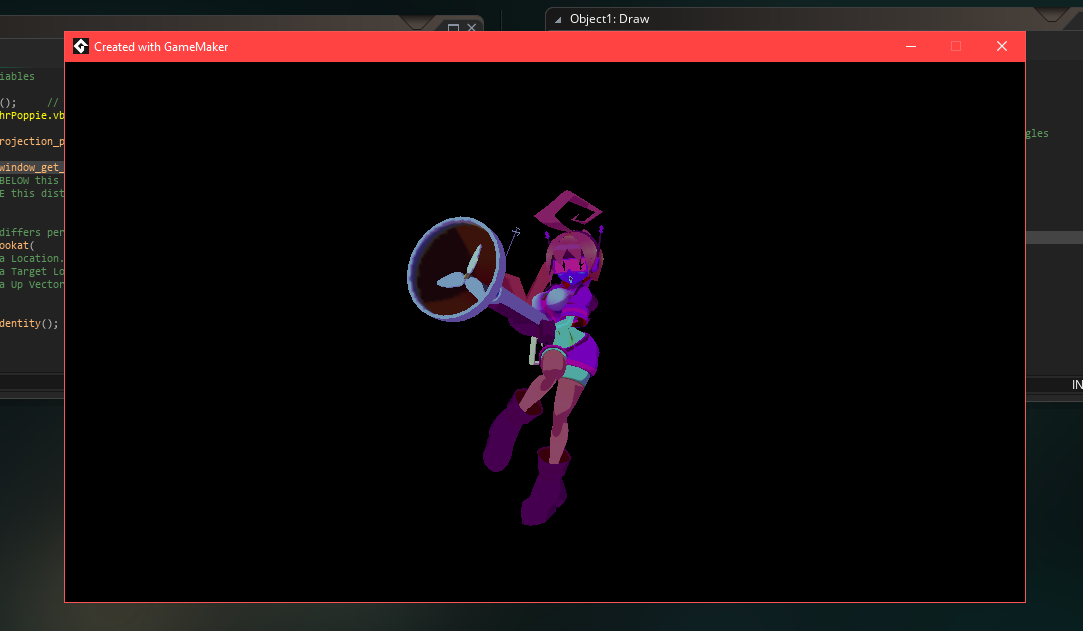 Object1: Draw
Created with GameMaker
iables
();     //
hrPoppie.vb
gles
rojection_p
window_get_
BELOW this
E this dist
differs per
ookat(
a Location.
a Target Lo
a Up Vector
dentity();
IN